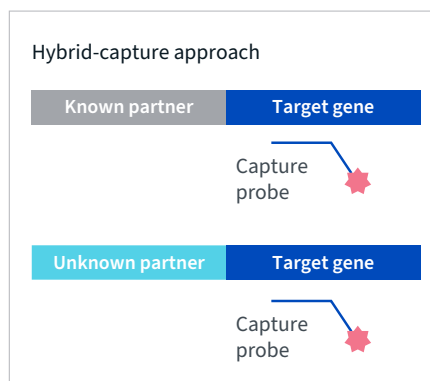 Hybrid-capture approach
Known partner Target gene
Capture
probe
Unknown partner Target gene
Capture
probe